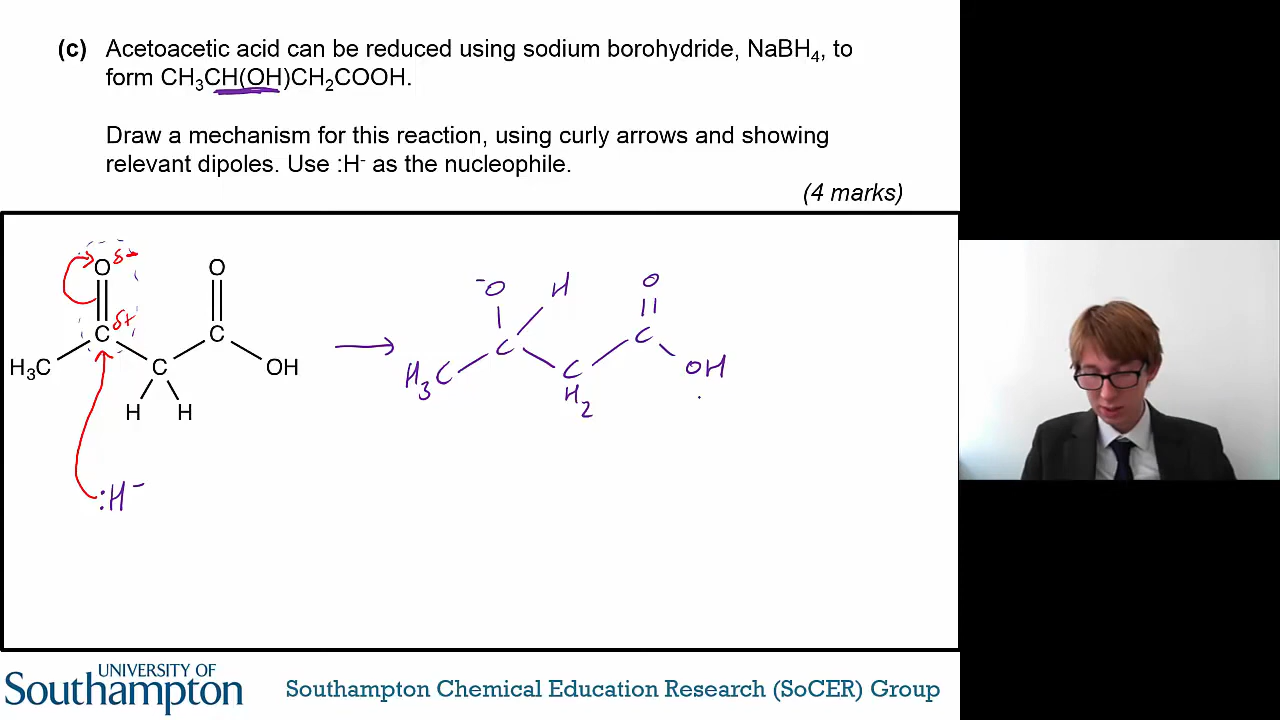 (c) Acetoacetic acid can be reduced using sodium borohydride, NaBH₄, to
form CH₃CH(OH)CH₂COOH.
Draw a mechanism for this reaction, using curly arrows and showing
relevant dipoles. Use :H⁻ as the nucleophile.
(4 marks)
O δ- O ⁻O H O
C δ+ C C C
H₃C C OH H₃C C OH
H H H₂
:H⁻
UNIVERSITY OF
Southampton
Southampton Chemical Education Research (SoCER) Group